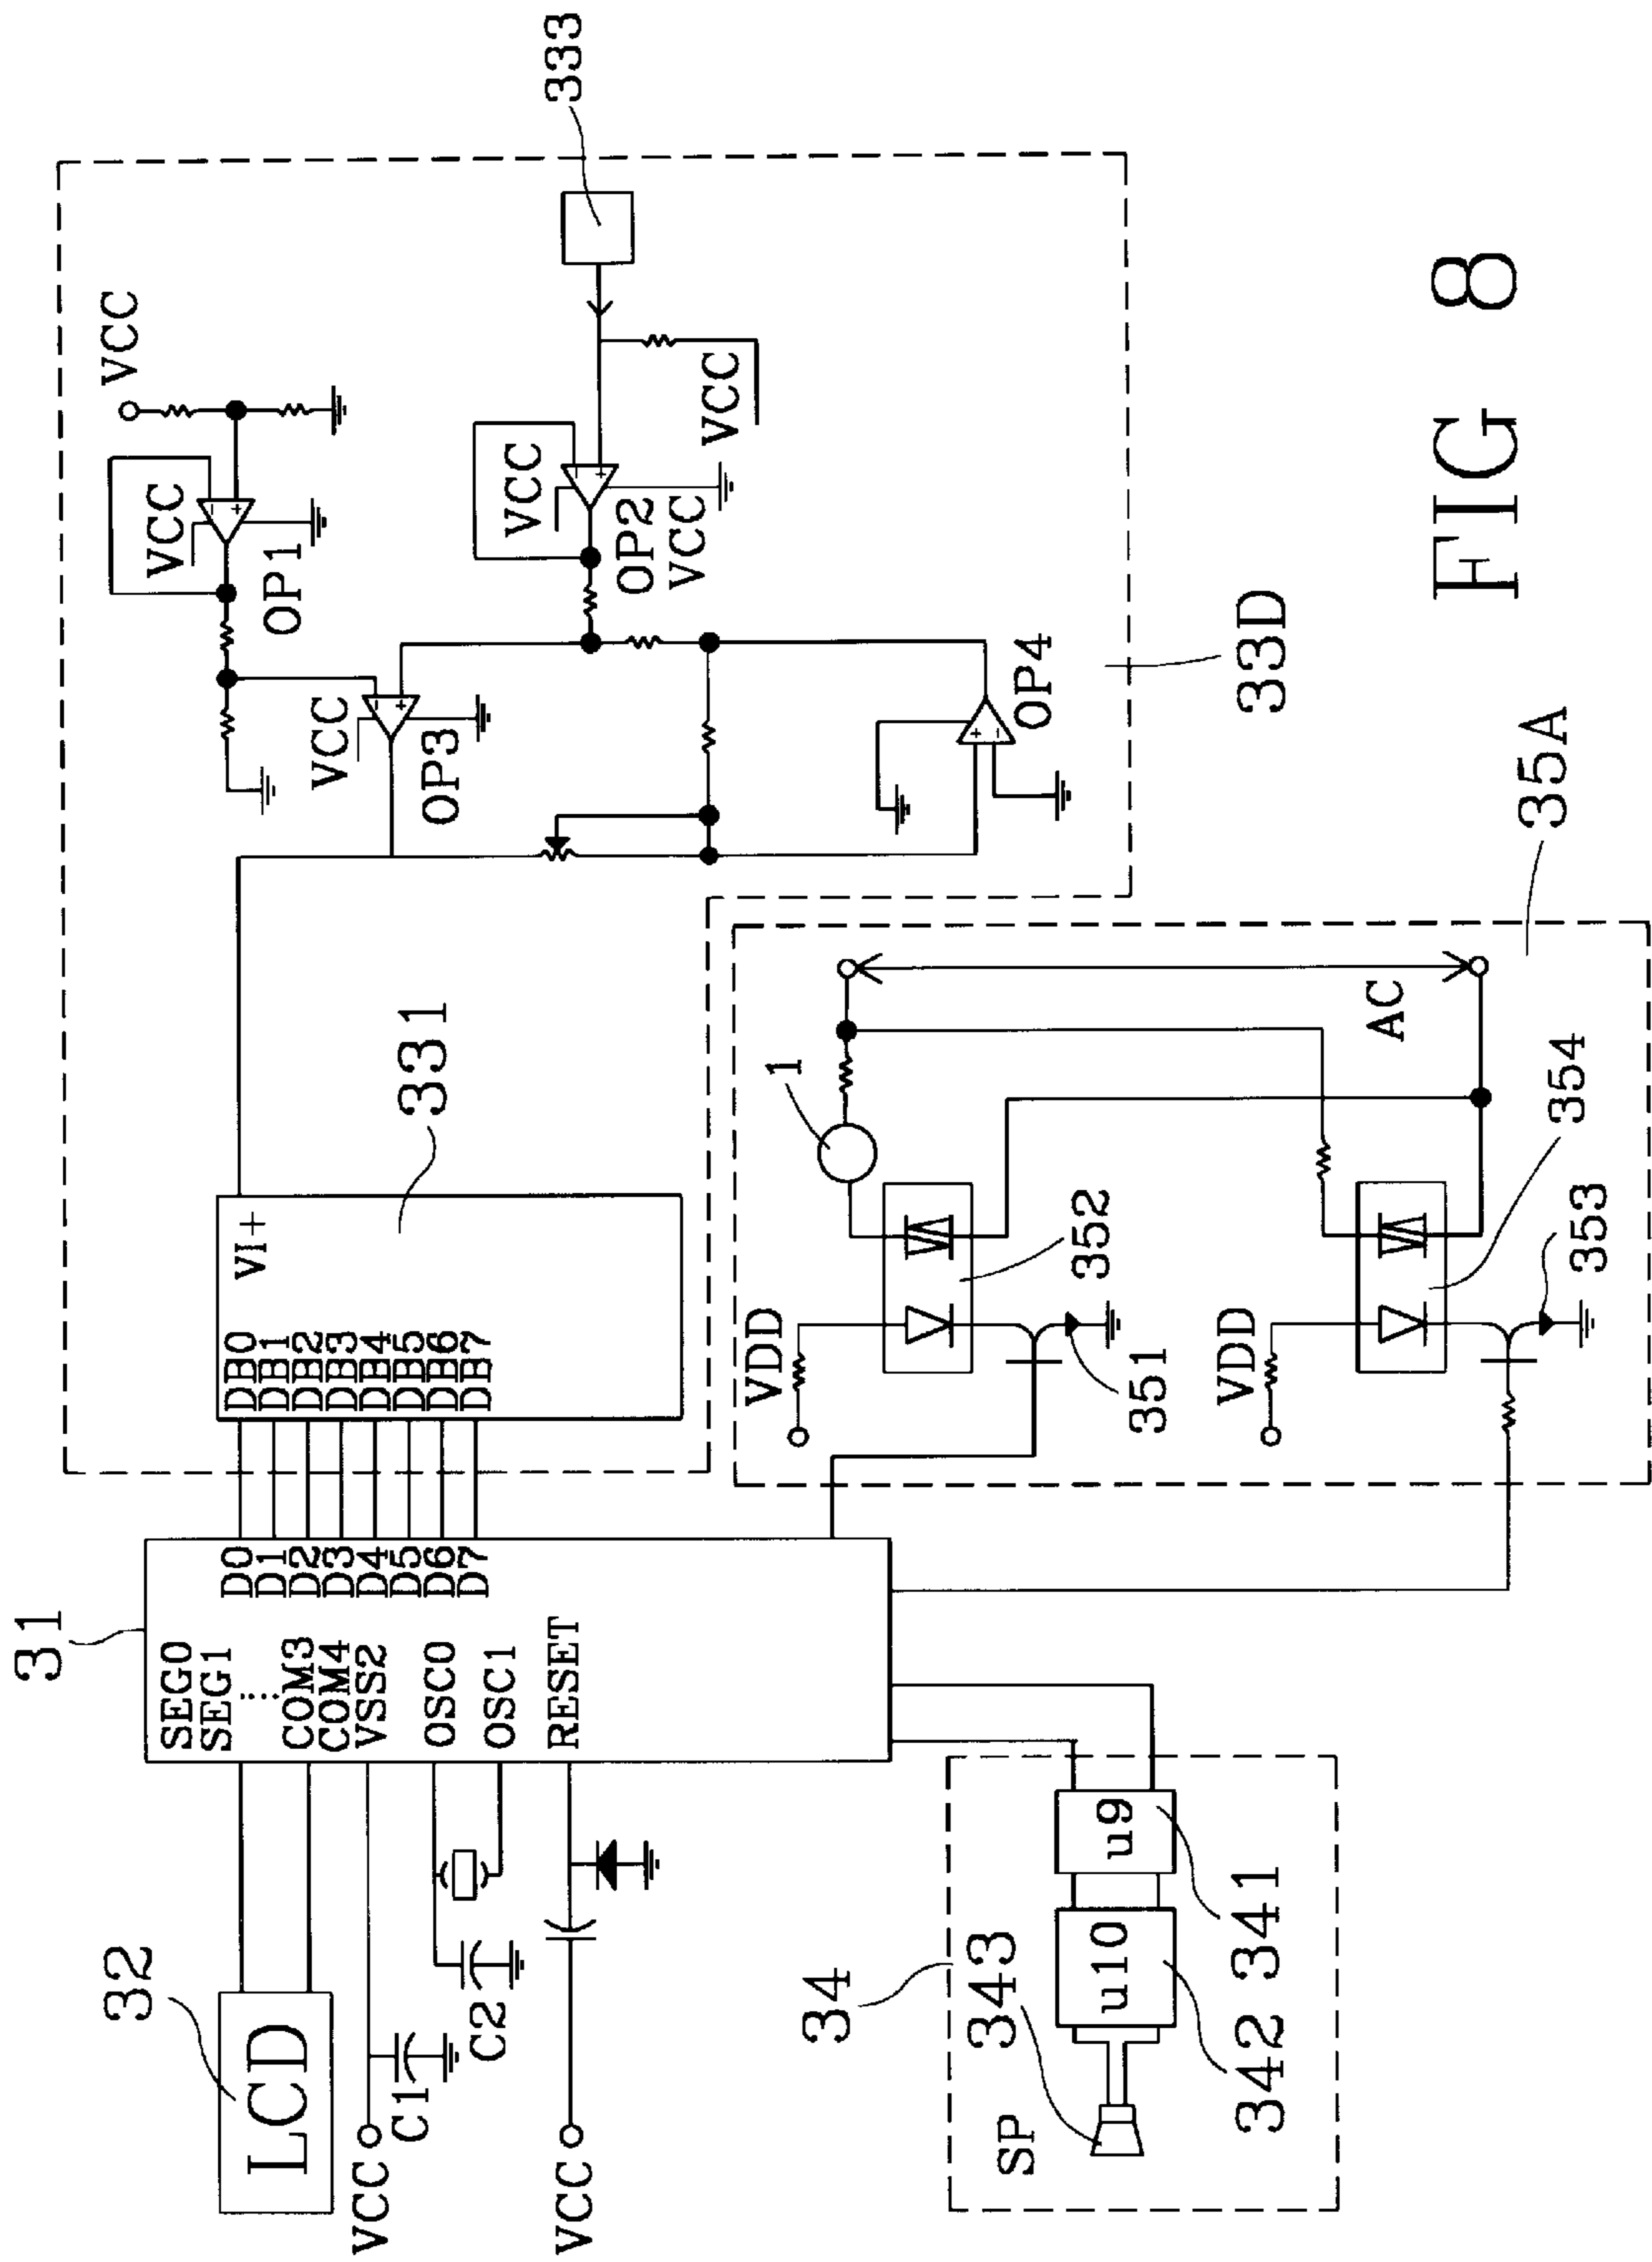 31
32
LCD
VCC
C1
VCC
C2
SEG0
SEG1
......
COM3
COM4
VSS2
OSC0
OSC1
RESET
D0
D1
D2
D3
D4
D5
D6
D7
DB0
DB1
DB2
DB3
DB4
DB5
DB6
DB7
VI+
331
VCC
VCC
OP1
VCC
OP3
VCC
OP2
VCC
VCC
333
OP4
33D
34
343
SP
u10
u9
342
341
VDD
352
351
1
VDD
354
353
AC
35A
FIG 8